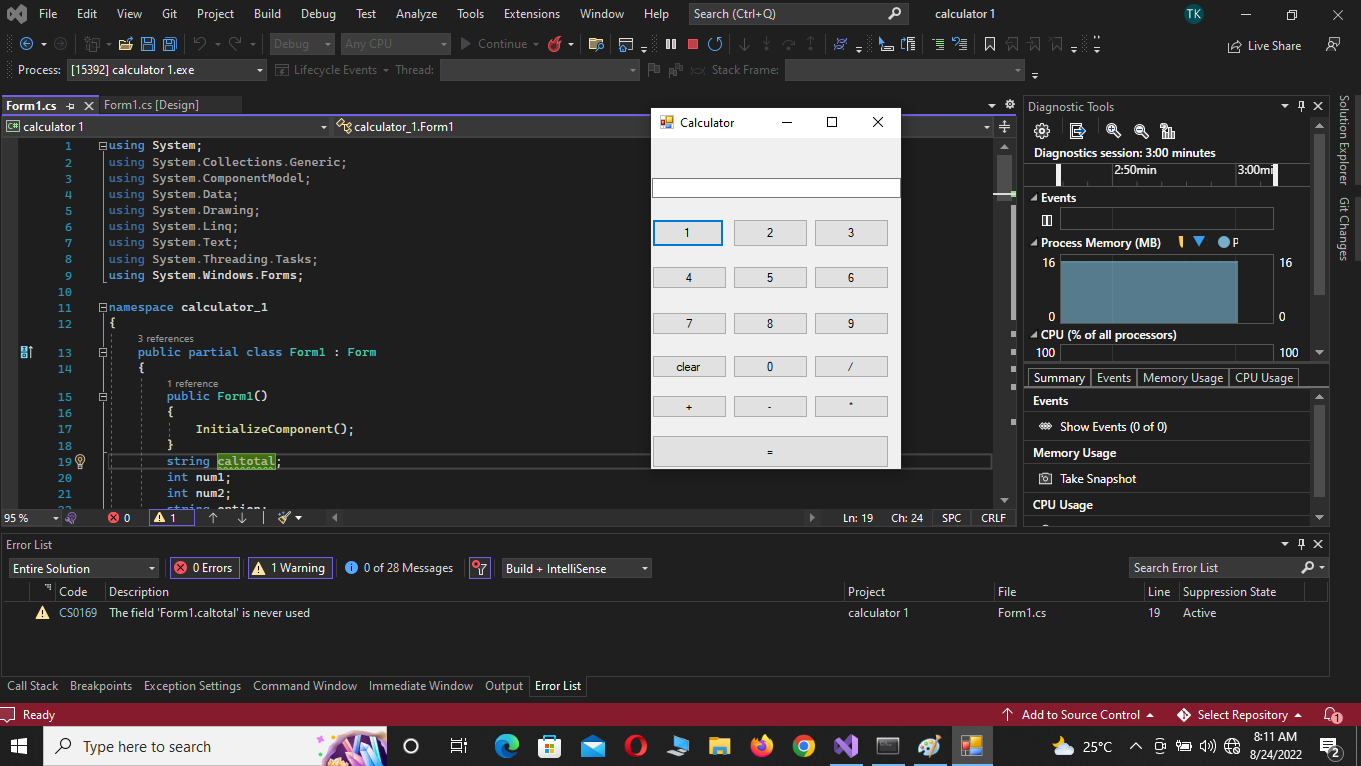 File Edit View Git Project Build Debug Test Analyze Tools Extensions Window Help Search (Ctrl+Q) calculator 1 TK
Debug Any CPU Continue Live Share
Process: [15392] calculator 1.exe Lifecycle Events Thread: Stack Frame:
Form1.cs Form1.cs [Design]
calculator 1 calculator_1.Form1
1 using System;
2 using System.Collections.Generic;
3 using System.ComponentModel;
4 using System.Data;
5 using System.Drawing;
6 using System.Linq;
7 using System.Text;
8 using System.Threading.Tasks;
9 using System.Windows.Forms;
10
11 namespace calculator_1
12 {
3 references
13 public partial class Form1 : Form
14 {
1 reference
15 public Form1()
16 {
17 InitializeComponent();
18 }
19 string caltotal;
20 int num1;
21 int num2;
95 % 0 1 Ln: 19 Ch: 24 SPC CRLF
Calculator
1 2 3
4 5 6
7 8 9
clear 0 /
+ - *
=
Diagnostic Tools
Diagnostics session: 3:00 minutes
2:50min 3:00min
Events
Process Memory (MB) P
16 16
0 0
CPU (% of all processors)
100 100
Summary Events Memory Usage CPU Usage
Events
Show Events (0 of 0)
Memory Usage
Take Snapshot
CPU Usage
Solution Explorer
Git Changes
Error List
Entire Solution 0 Errors 1 Warning 0 of 28 Messages Build + IntelliSense Search Error List
Code Description Project File Line Suppression State
CS0169 The field 'Form1.caltotal' is never used calculator 1 Form1.cs 19 Active
Call Stack Breakpoints Exception Settings Command Window Immediate Window Output Error List
Ready Add to Source Control Select Repository 1
Type here to search 25°C 8:11 AM
8/24/2022 2